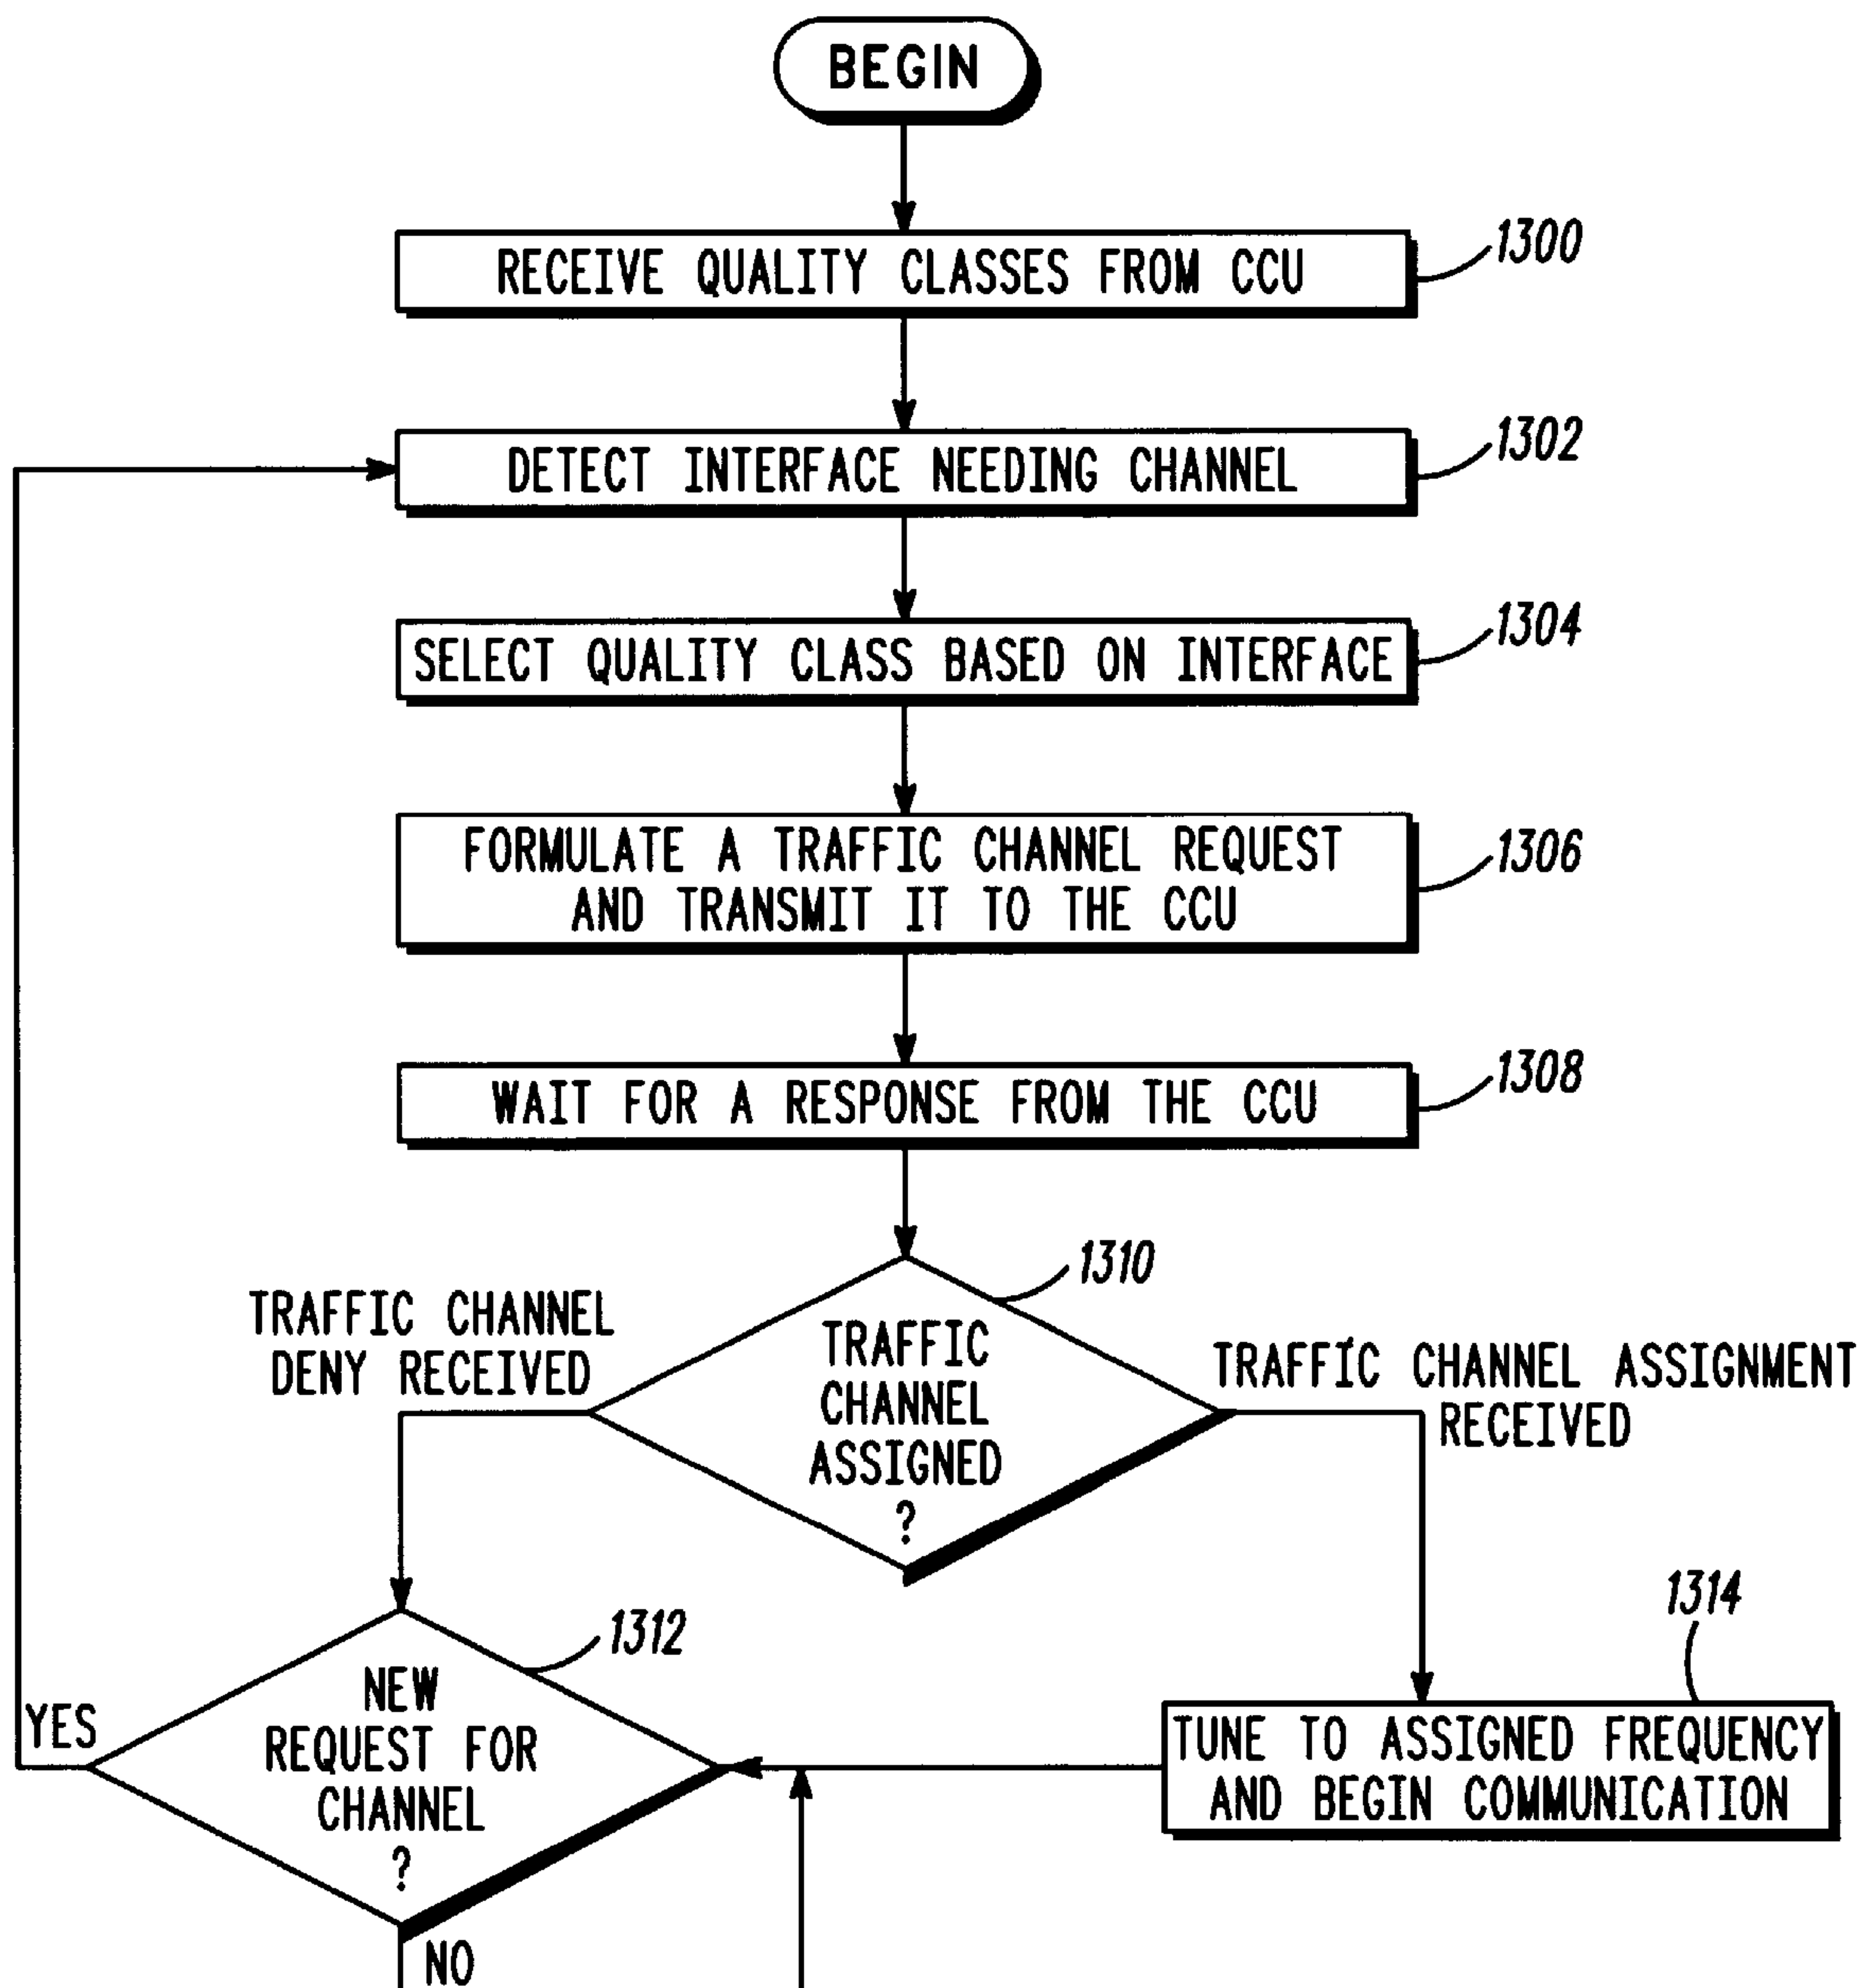 BEGIN
RECEIVE QUALITY CLASSES FROM CCU
1300
DETECT INTERFACE NEEDING CHANNEL
1302
SELECT QUALITY CLASS BASED ON INTERFACE
1304
FORMULATE A TRAFFIC CHANNEL REQUEST
AND TRANSMIT IT TO THE CCU
1306
WAIT FOR A RESPONSE FROM THE CCU
1308
1310
TRAFFIC
CHANNEL
ASSIGNED
?
TRAFFIC CHANNEL
DENY RECEIVED
TRAFFIC CHANNEL ASSIGNMENT
RECEIVED
1312
NEW
REQUEST FOR
CHANNEL
?
YES
NO
1314
TUNE TO ASSIGNED FREQUENCY
AND BEGIN COMMUNICATION